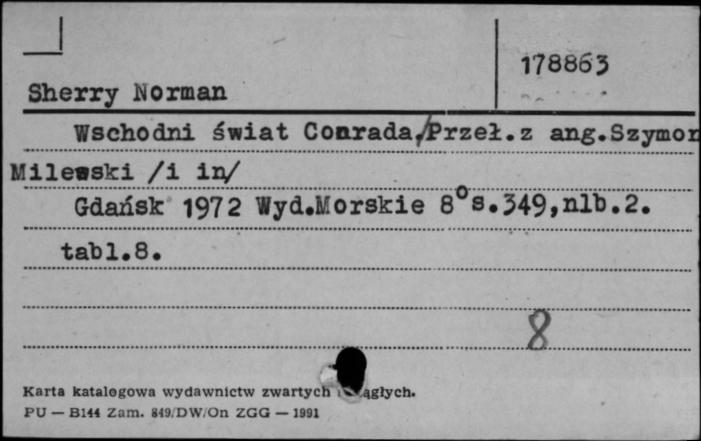 178863
Sherry Norman
Wschodni świat Conrada./Przeł.z ang.Szymon
Milewski /i in/
Gdańsk 1972 Wyd.Morskie 8°s.349,nlb.2.
tabl.8.
8
Karta katalogowa wydawnictw zwartych i ciągłych.
PU — B144 Zam. 849/DW/On ZGG — 1991